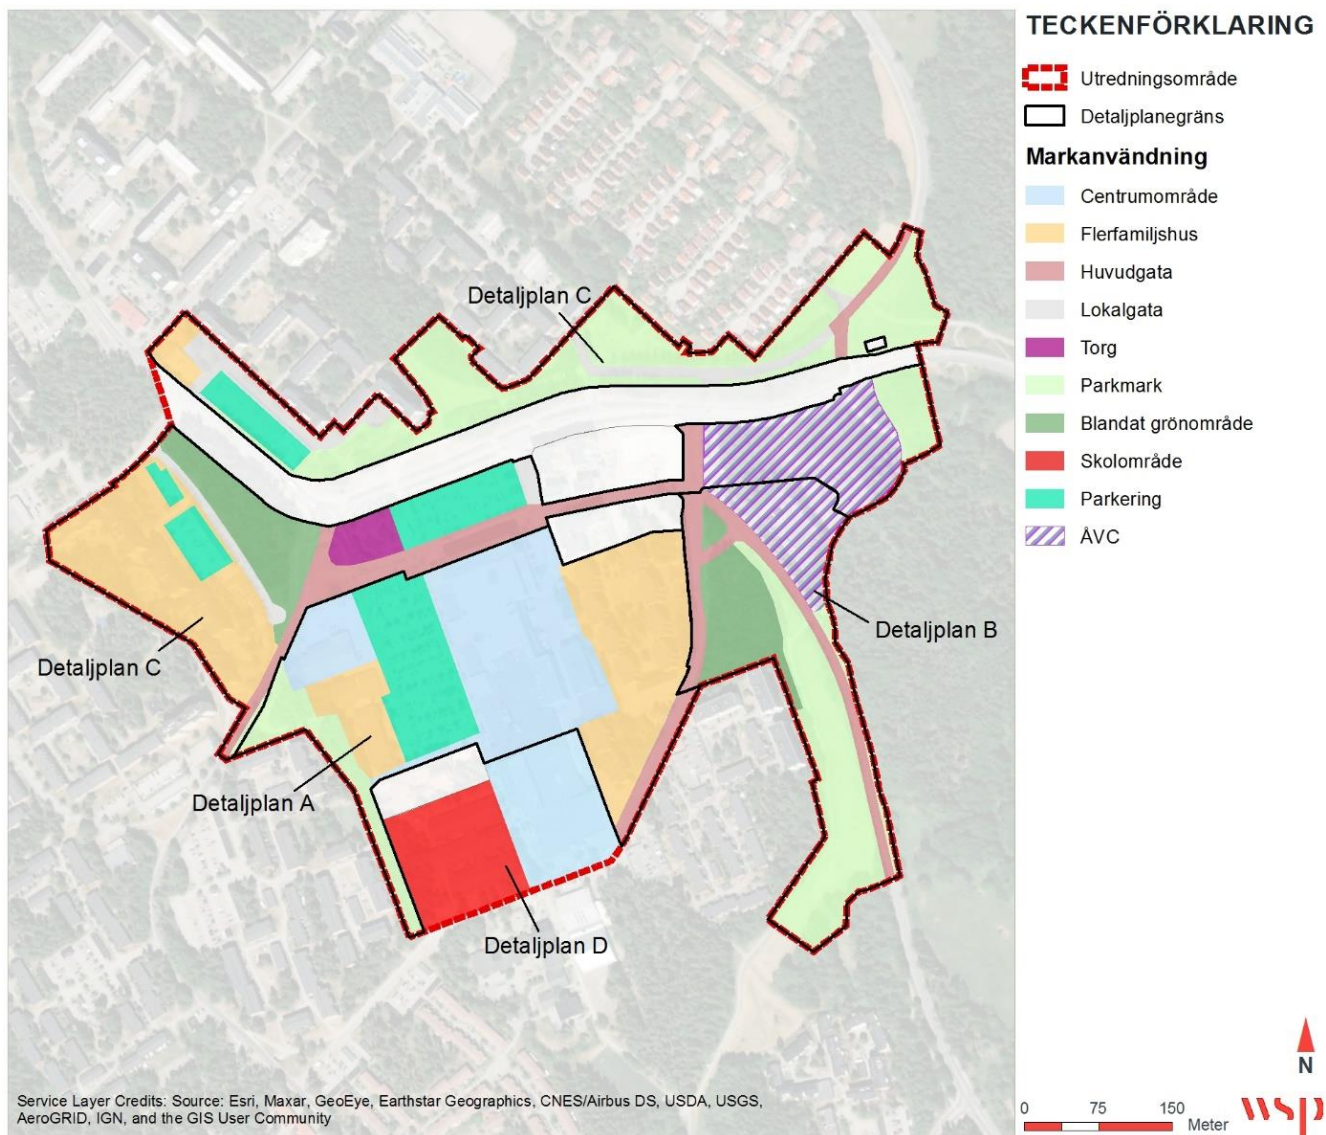 TECKENFÖRKLARING
Utredningsområde
Detaljplanegräns
Markanvändning
Centrumområde
Flerfamiljshus
Huvudgata
Lokalgata
Torg
Parkmark
Blandat grönområde
Skolområde
Parkering
ÅVC
Detaljplan C
Detaljplan B
Detaljplan C
Detaljplan A
Detaljplan D
N
0 75 150
Meter
wsp
Service Layer Credits: Source: Esri, Maxar, GeoEye, Earthstar Geographics, CNES/Airbus DS, USDA, USGS,
AeroGRID, IGN, and the GIS User Community